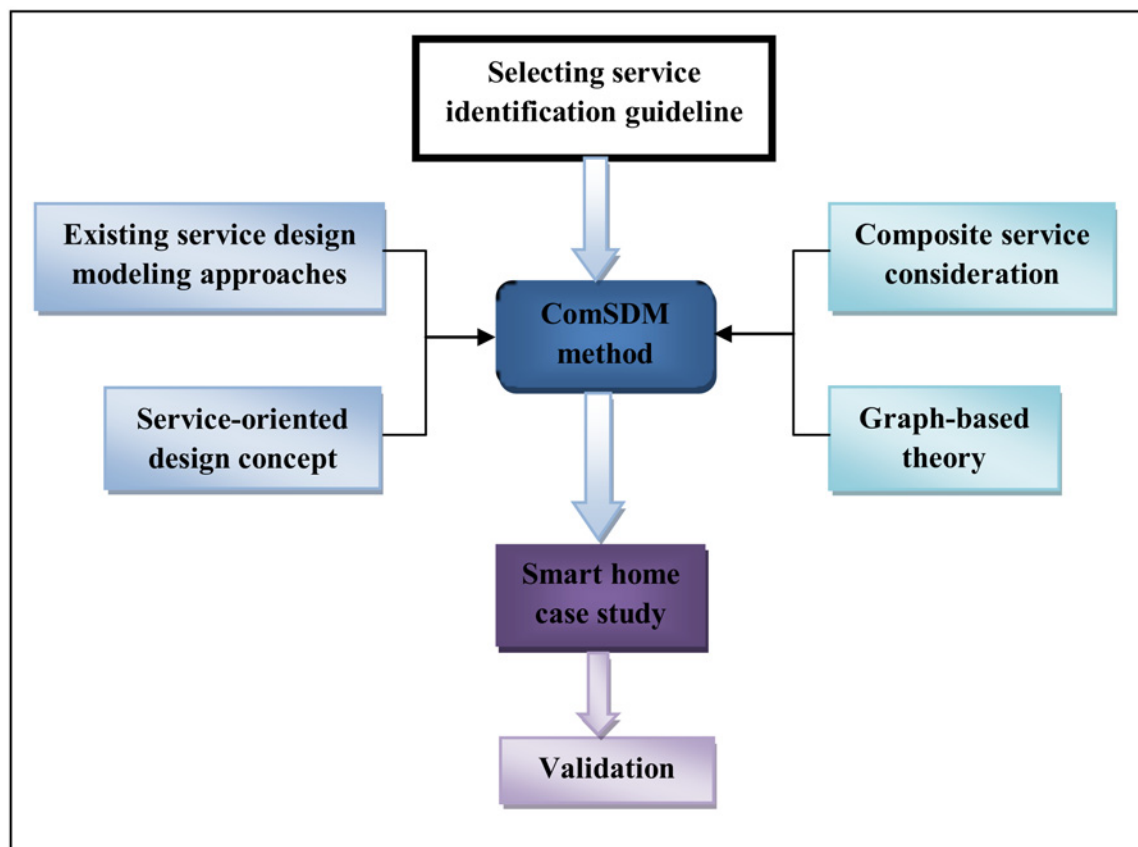 Selecting service
identification guideline
Existing service design
modeling approaches
Composite service
consideration
ComSDM
method
Service-oriented
design concept
Graph-based
theory
Smart home
case study
Validation